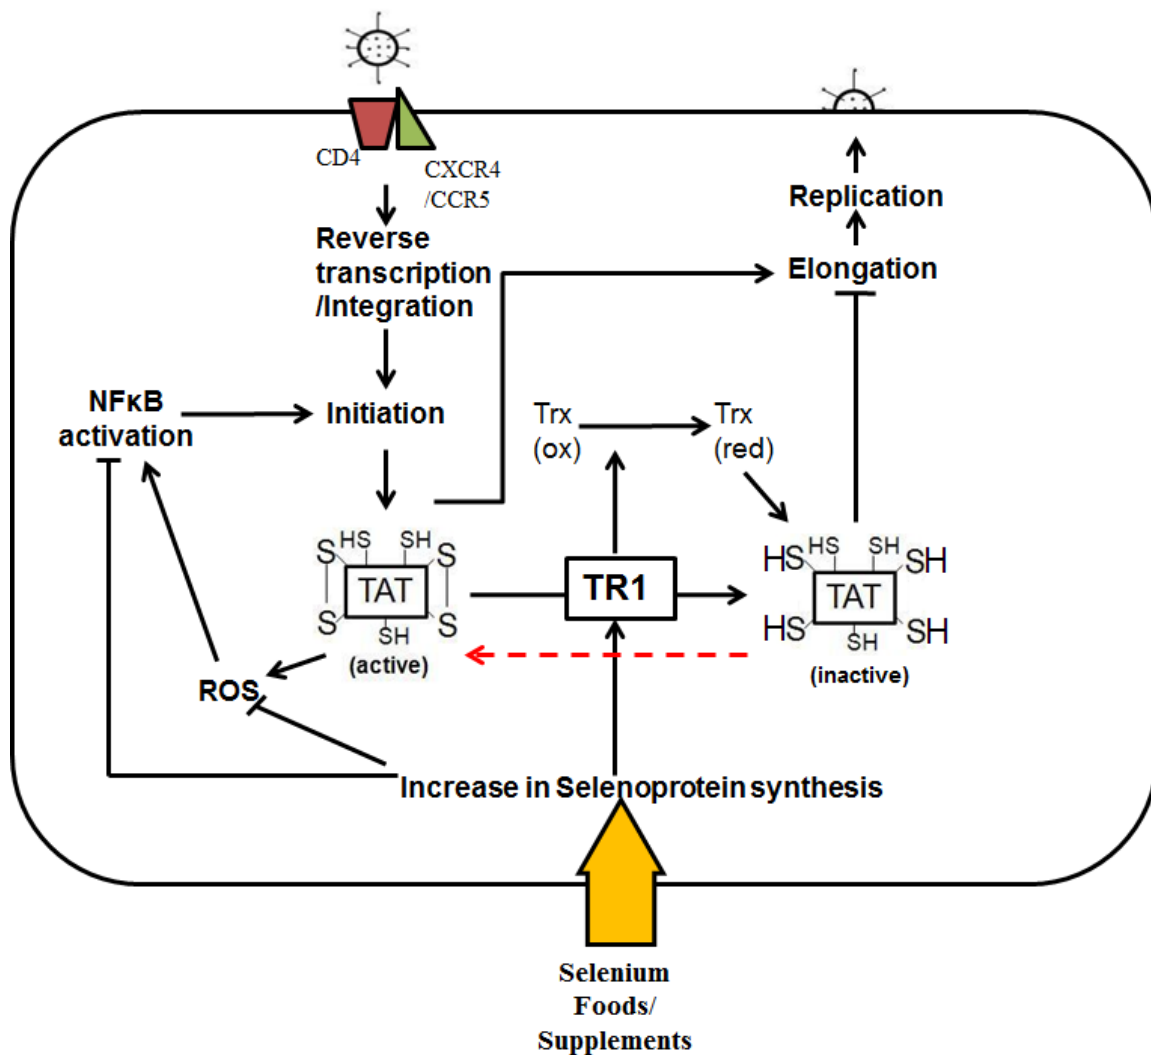 CD4
CXCR4
/CCR5
Reverse
transcription
/Integration
Replication
Elongation
NFκB
activation
Initiation
Trx
(ox)
Trx
(red)
S
HS
SH
S
TAT
S
SH
S
(active)
TR1
HS
HS
SH
SH
TAT
HS
SH
SH
(inactive)
ROS
Increase in Selenoprotein synthesis
Selenium
Foods/
Supplements